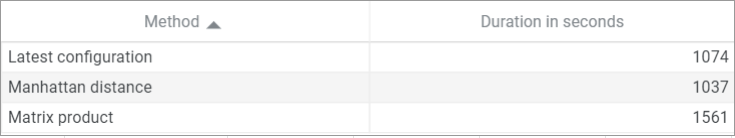 Method Duration in seconds
Latest configuration 1074
Manhattan distance 1037
Matrix product 1561